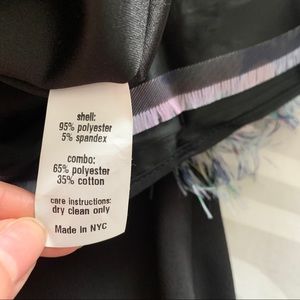 shell:
95% polyester
5% spandex
combo:
65% polyester
35% cotton
care instructions:
dry clean only
Made In NYC